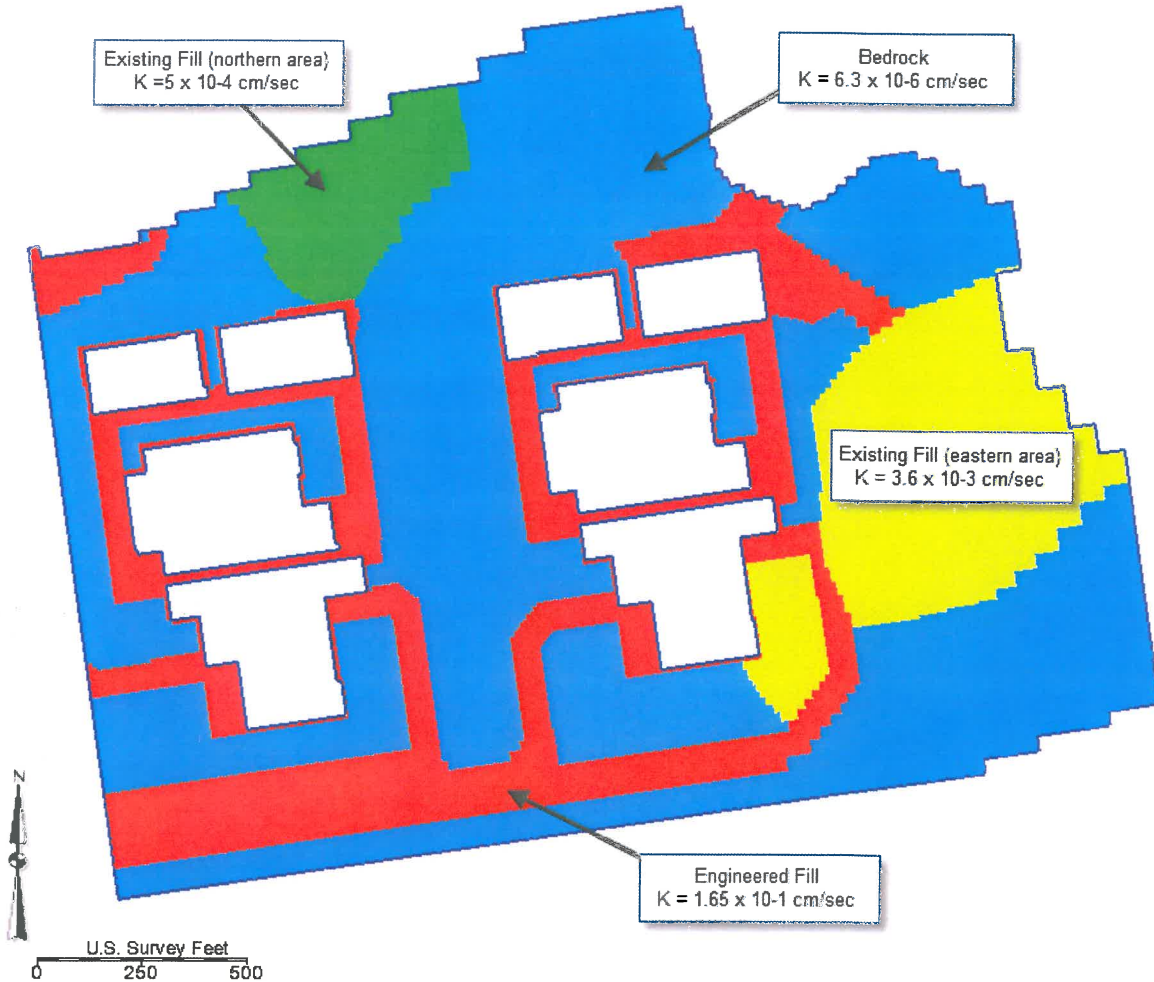 Existing Fill (northern area)
K =5 x 10-4 cm/sec
Bedrock
K = 6.3 x 10-6 cm/sec
Existing Fill (eastern area)
K = 3.6 x 10-3 cm/sec
Engineered Fill
K = 1.65 x 10-1 cm/sec
N
U.S. Survey Feet
0 250 500